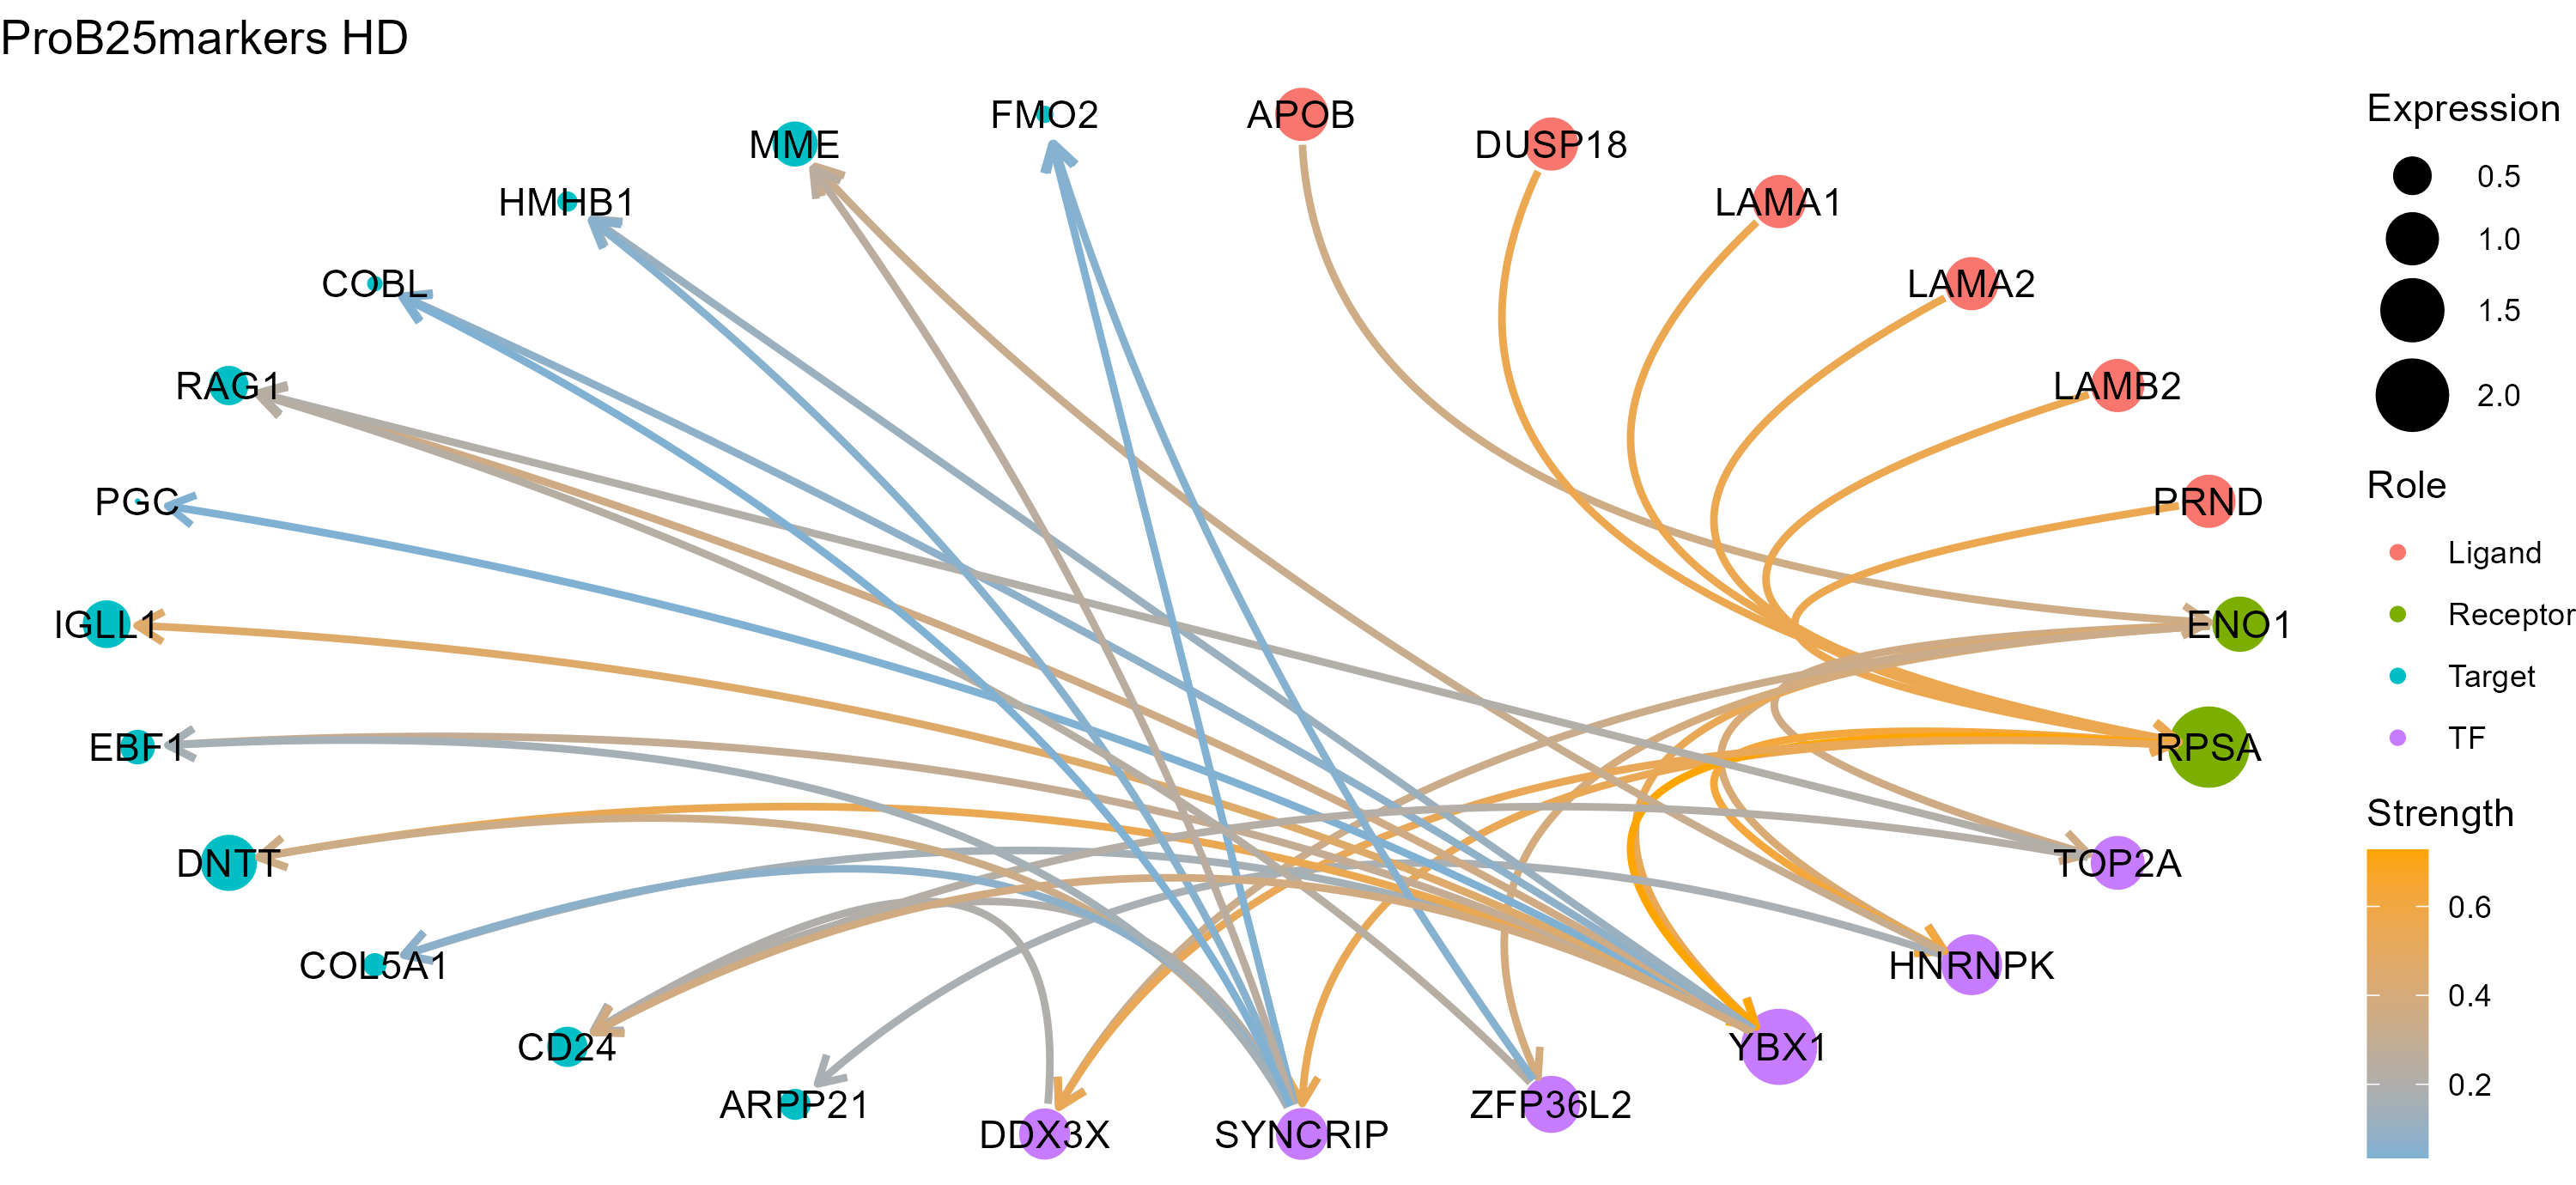 ProB25markers HD
FMO2
APOB
MME
DUSP18
HMHB1
LAMA1
COBL
LAMA2
RAG1
LAMB2
PGC
PRND
IGLL1
ENO1
EBF1
RPSA
DNTT
TOP2A
COL5A1
HNRNPK
CD24
YBX1
ARPP21
ZFP36L2
DDX3X
SYNCRIP
Expression
0.5
1.0
1.5
2.0
Role
Ligand
Receptor
Target
TF
Strength
0.6
0.4
0.2